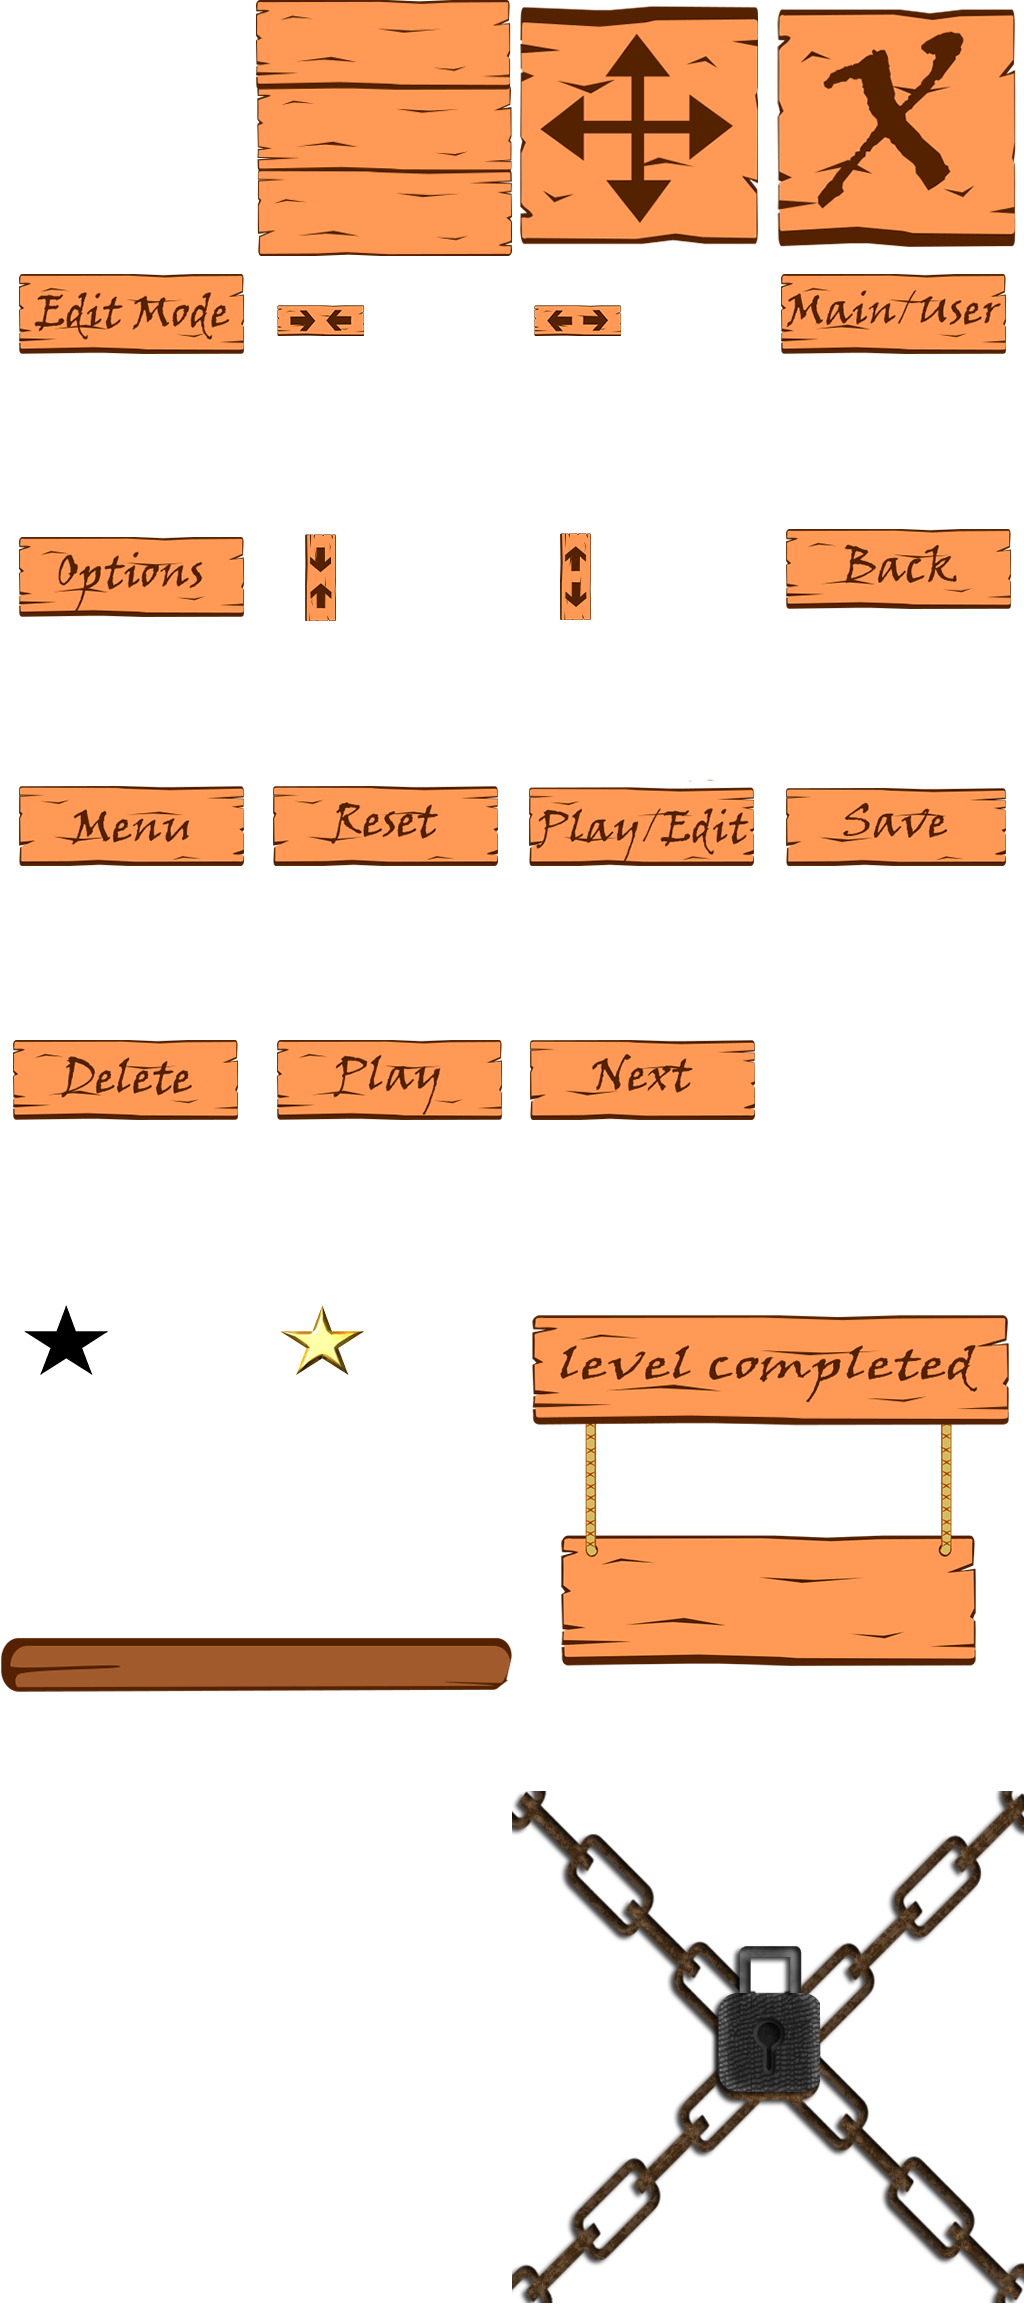 X
Edit Mode
Main/User
Options
Back
Menu
Reset
Play/Edit
Save
Delete
Play
Next
level completed